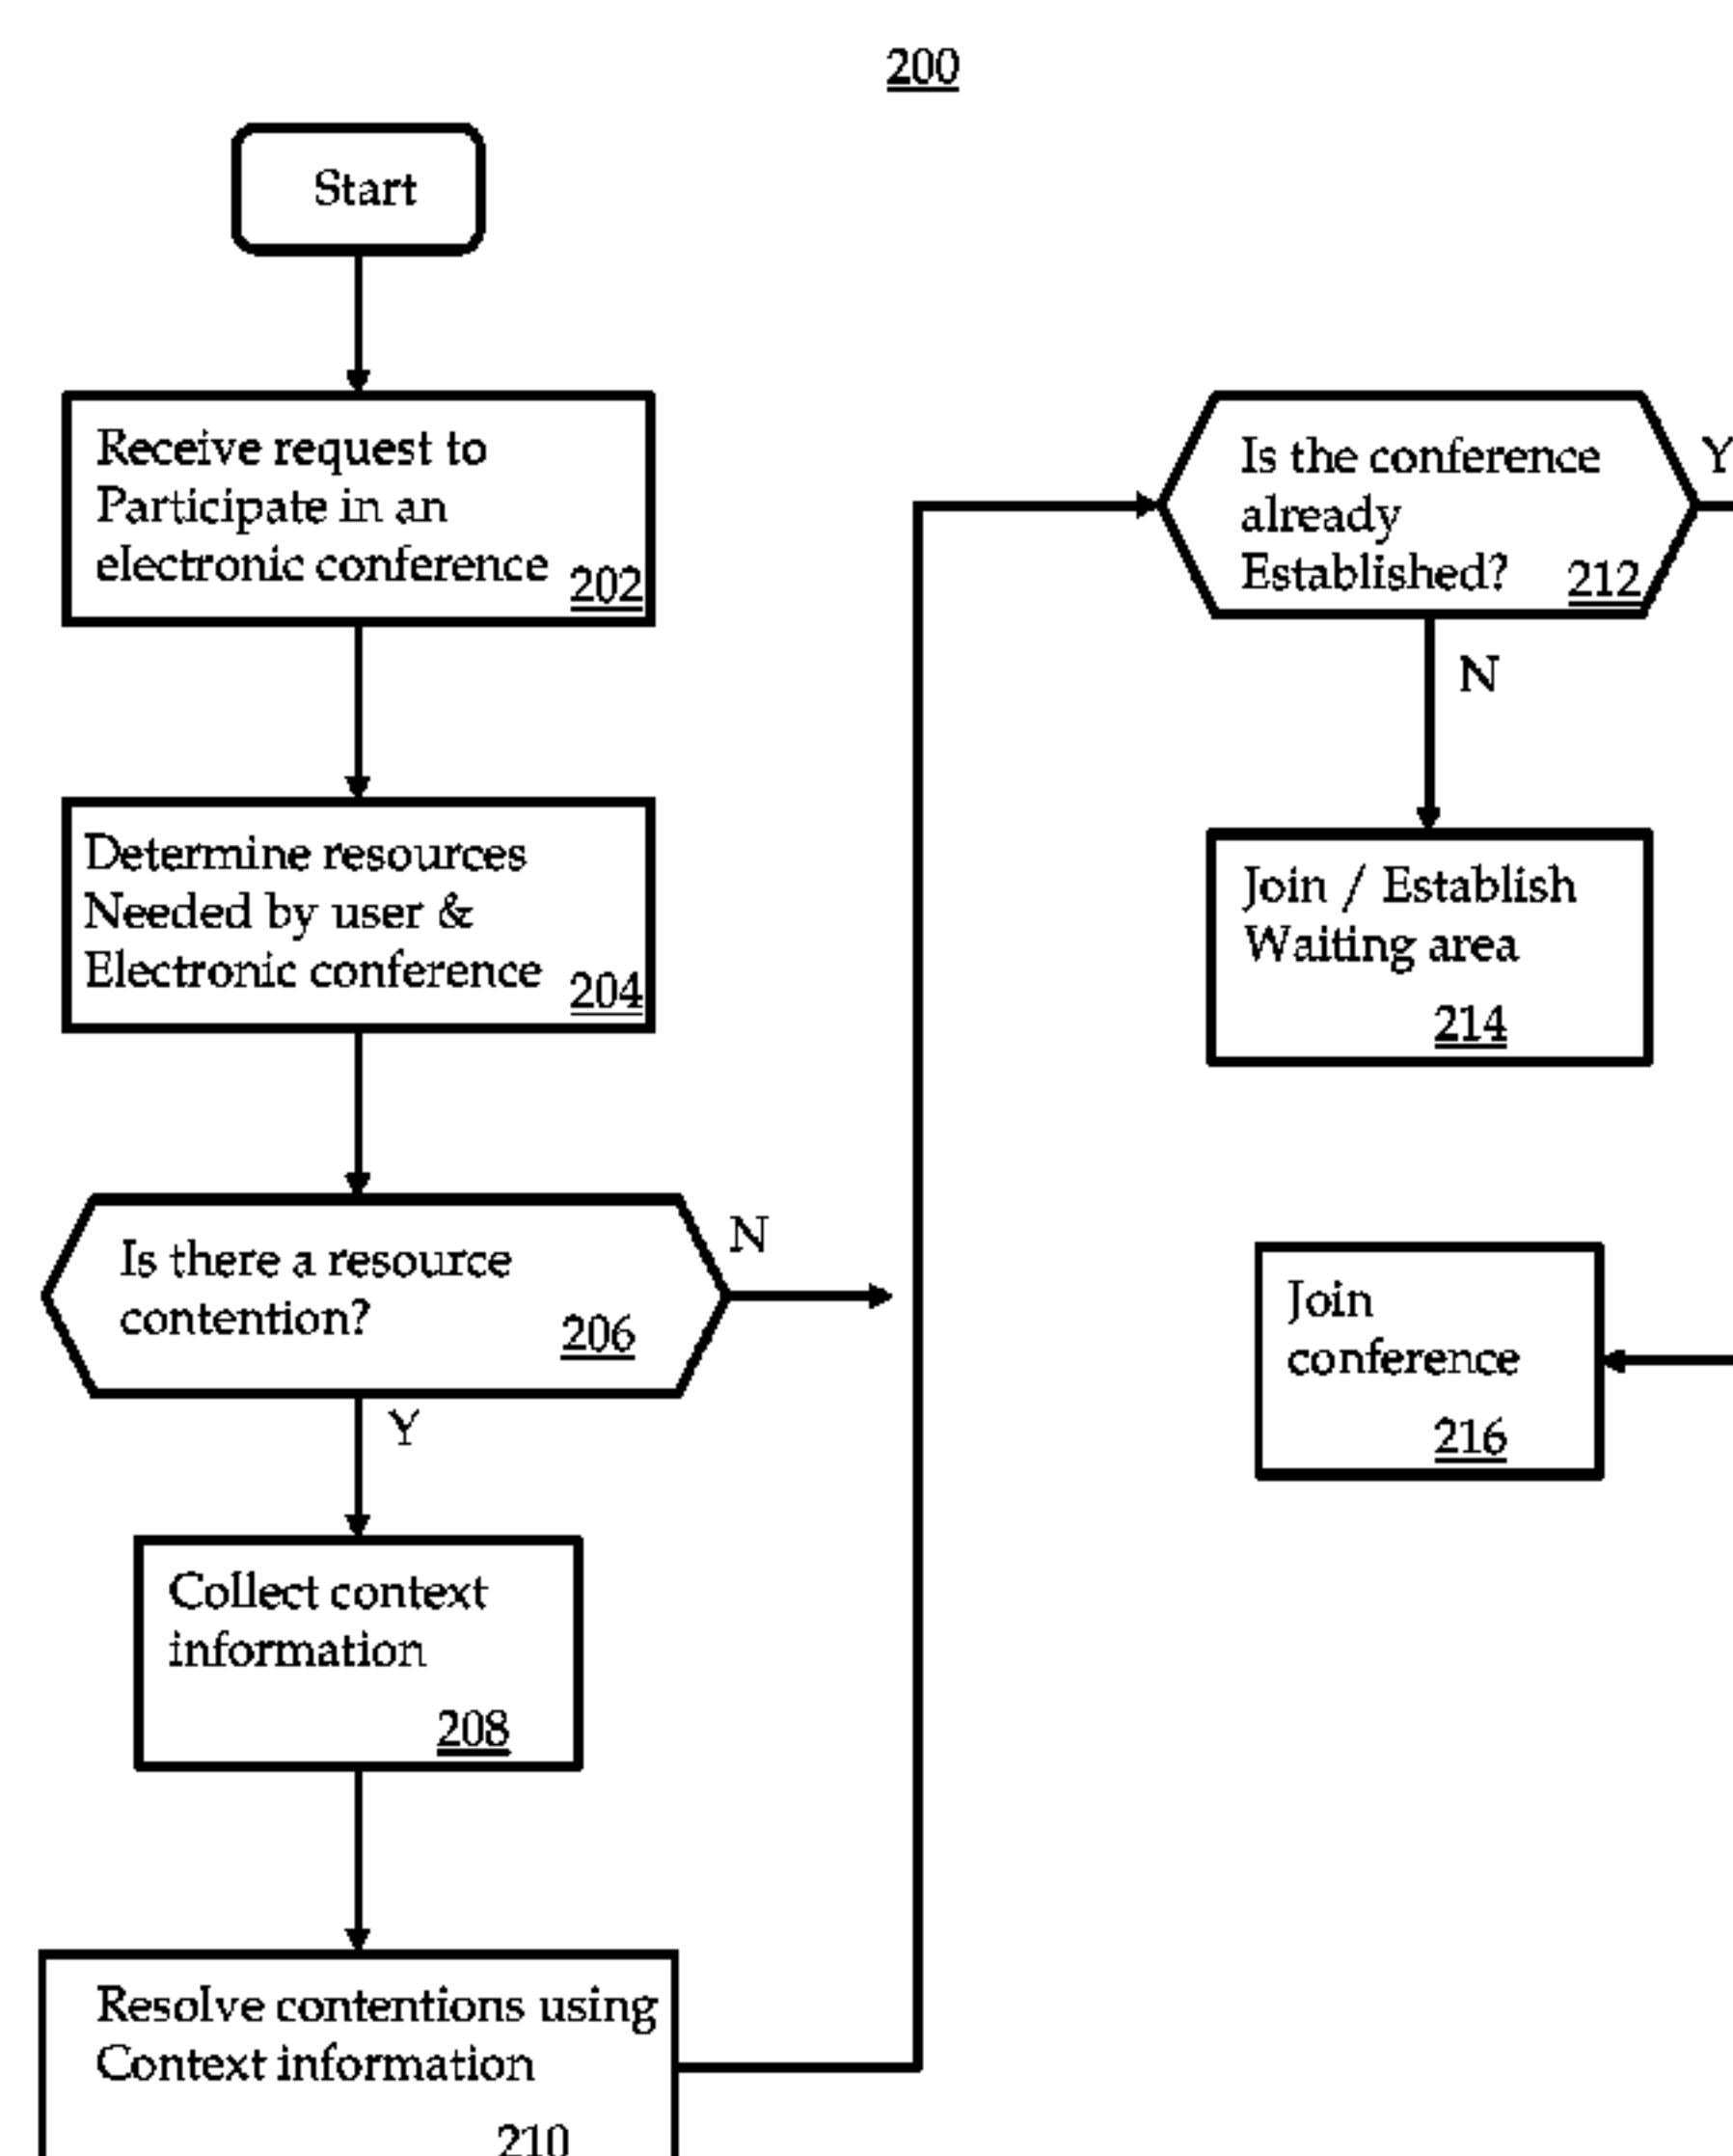 200
Start
Receive request to
Participate in an
electronic conference
202
Determine resources
Needed by user &
Electronic conference
204
Is there a resource
contention?
206
N
Y
Collect context
information
208
Resolve contentions using
Context information
210
Is the conference
already
Established?
212
Y
N
Join / Establish
Waiting area
214
Join
conference
216